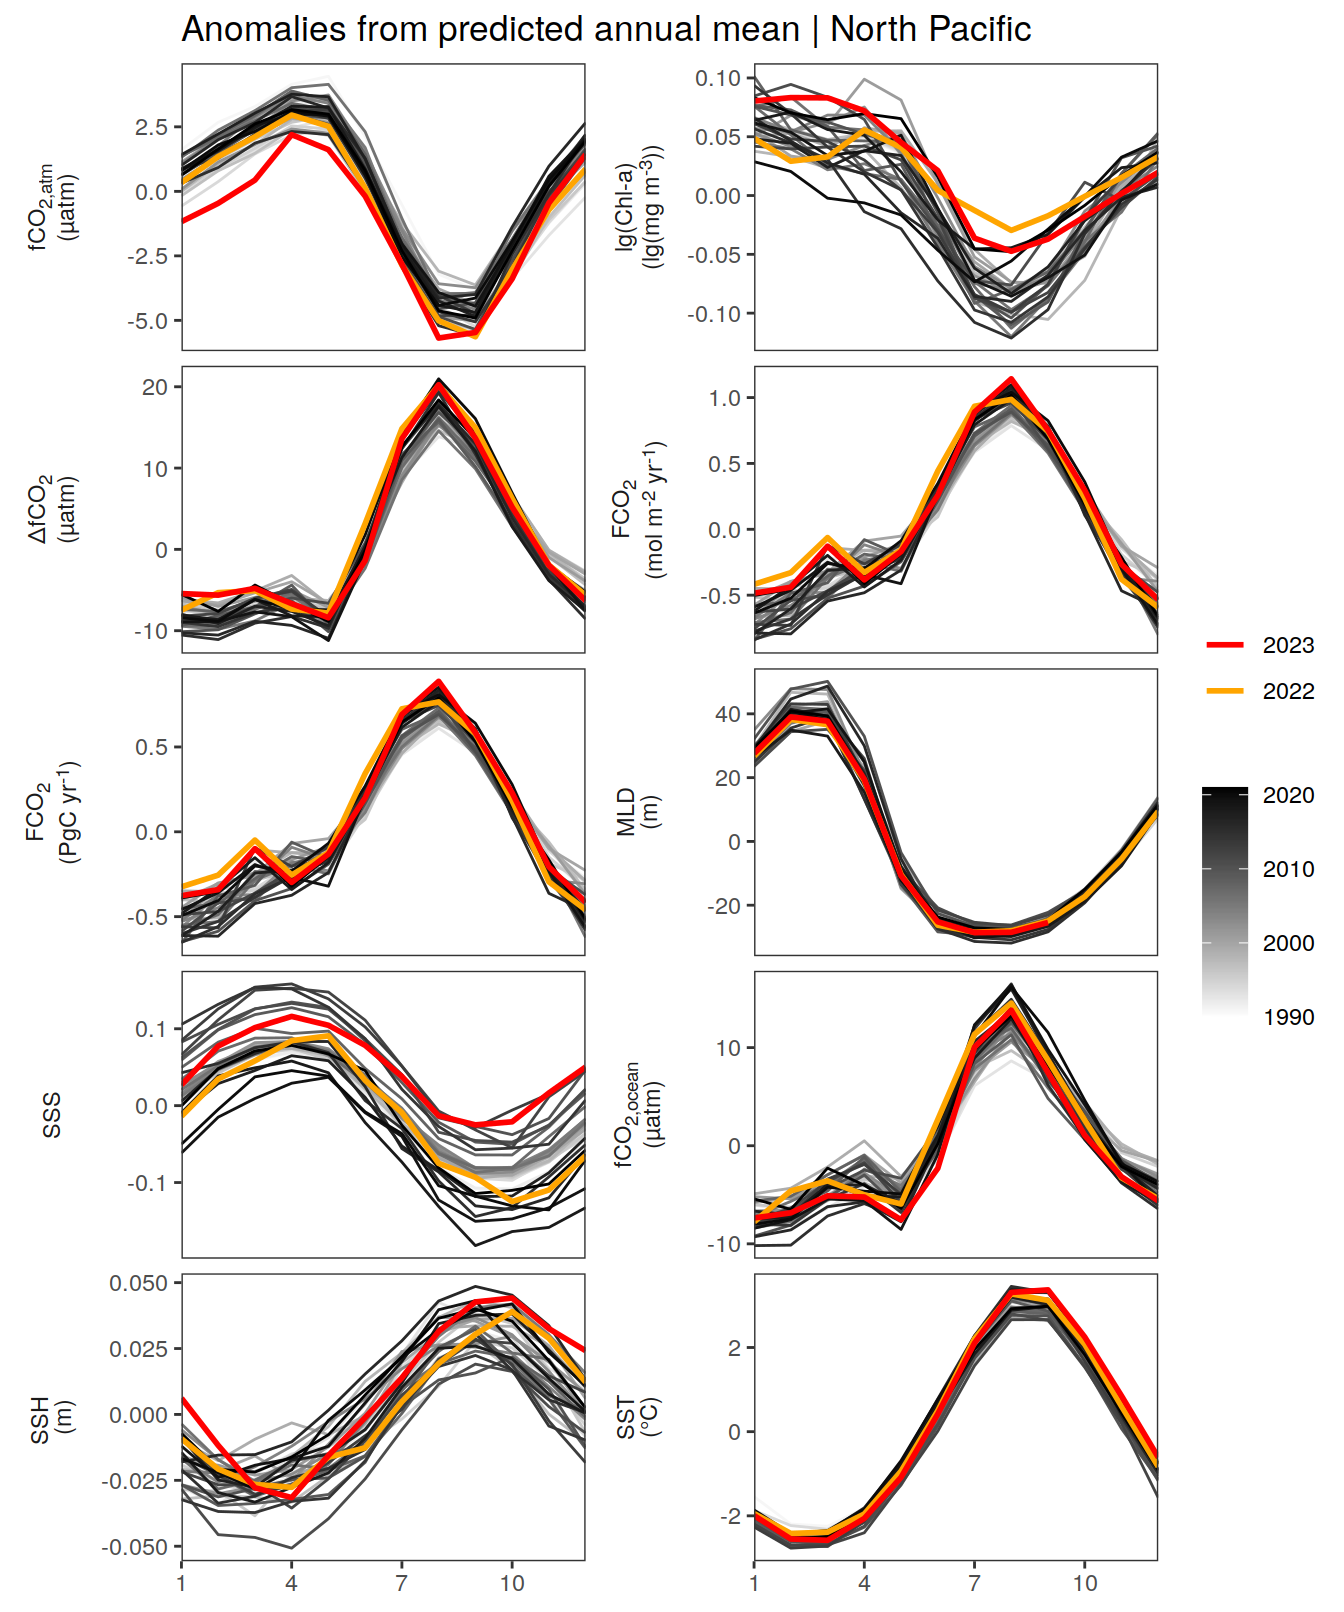 Anomalies from predicted annual mean | North Pacific
fCO2,atm
(µatm)
2.5
0.0
-2.5
-5.0
lg(Chl-a)
(lg(mg m-3))
0.10
0.05
0.00
-0.05
-0.10
ΔfCO2
(µatm)
20
10
0
-10
FCO2
(mol m-2 yr-1)
1.0
0.5
0.0
-0.5
FCO2
(PgC yr-1)
0.5
0.0
-0.5
MLD
(m)
40
20
0
-20
SSS
0.1
0.0
-0.1
fCO2,ocean
(µatm)
10
0
-10
SSH
(m)
0.050
0.025
0.000
-0.025
-0.050
1 4 7 10
SST
(°C)
2
0
-2
1 4 7 10
2023
2022
2020
2010
2000
1990